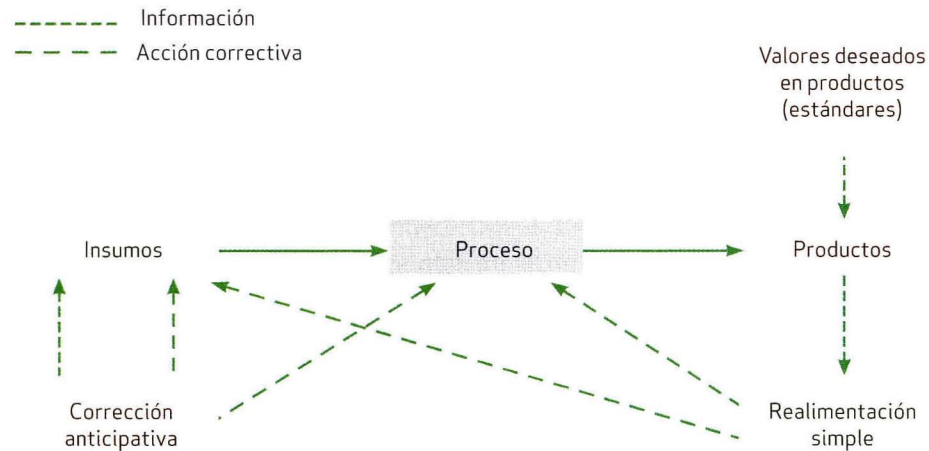 Información
Acción correctiva
Valores deseados
en productos
(estándares)
Insumos
Proceso
Productos
Corrección
anticipativa
Realimentación
simple